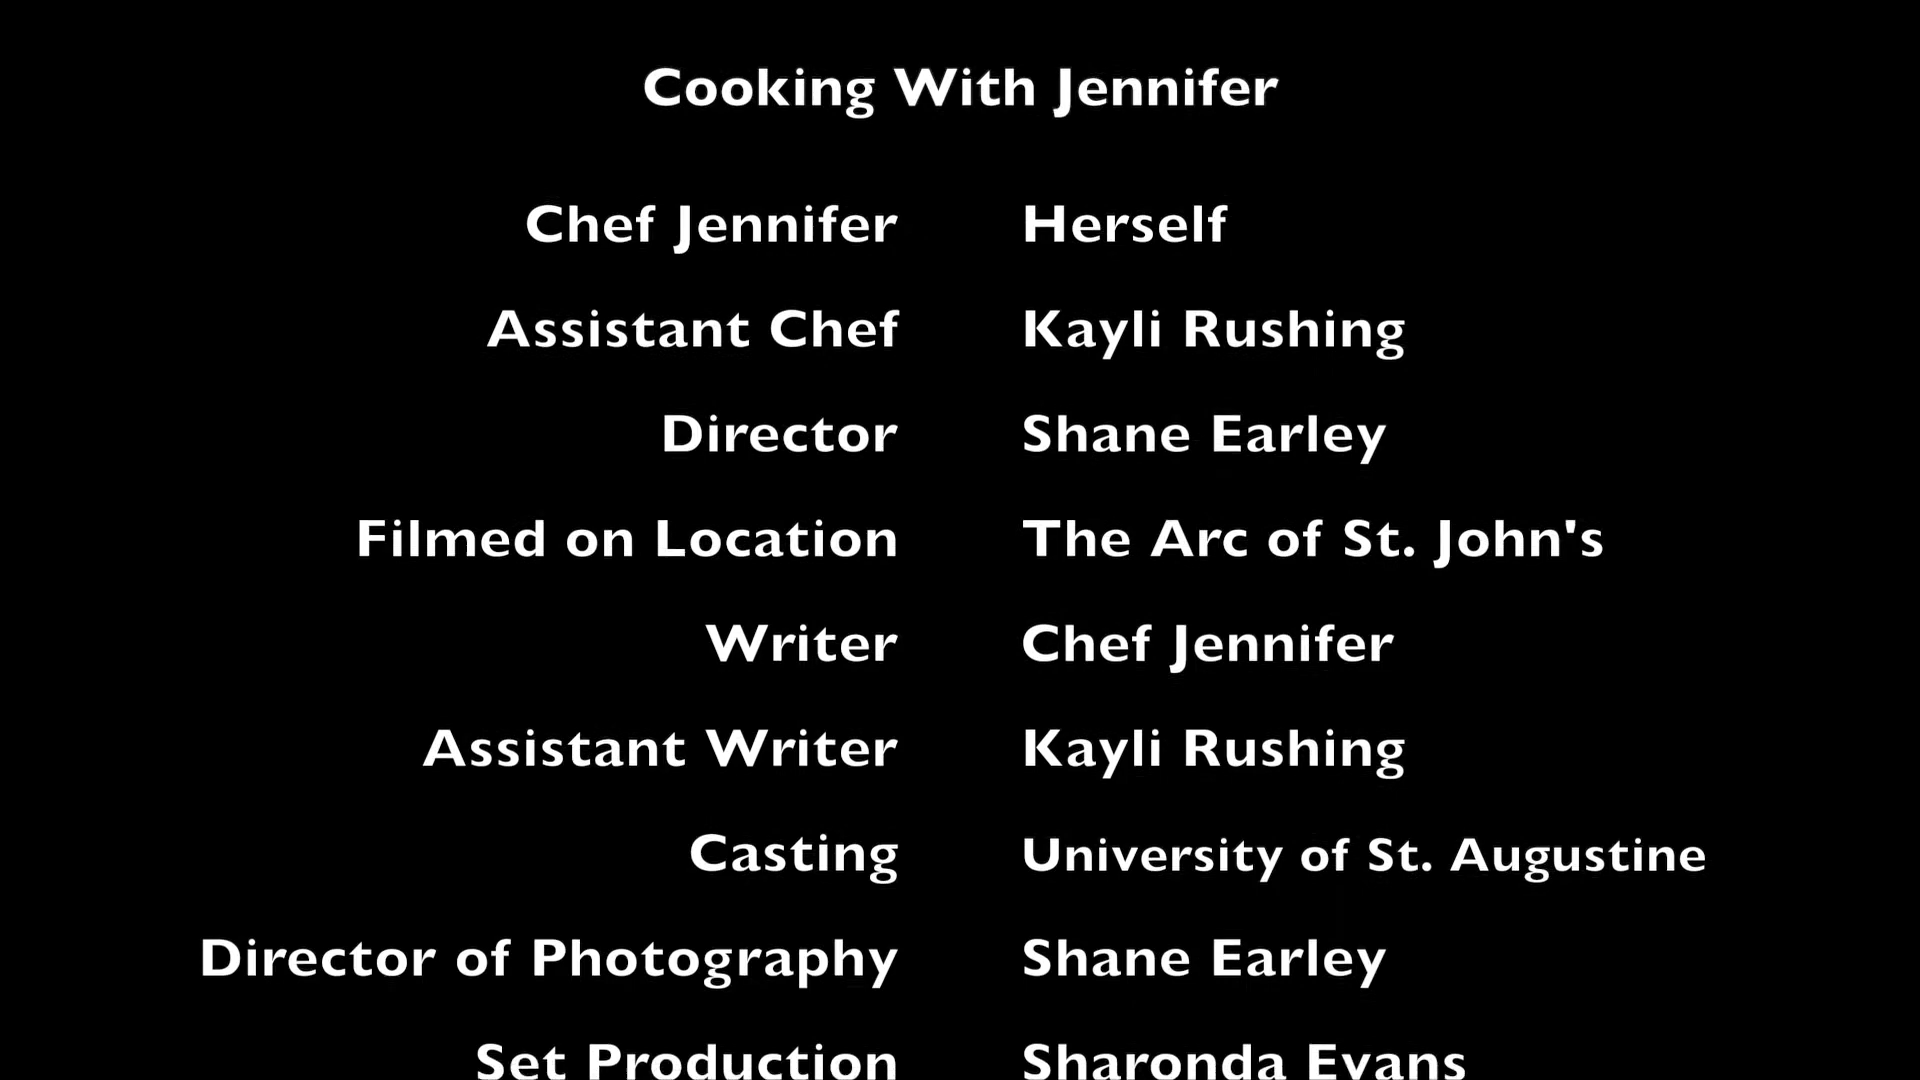 Cooking With Jennifer
Chef Jennifer Herself
Assistant Chef Kayli Rushing
Director Shane Earley
Filmed on Location The Arc of St. John's
Writer Chef Jennifer
Assistant Writer Kayli Rushing
Casting University of St. Augustine
Director of Photography Shane Earley
Set Production Sharonda Evans